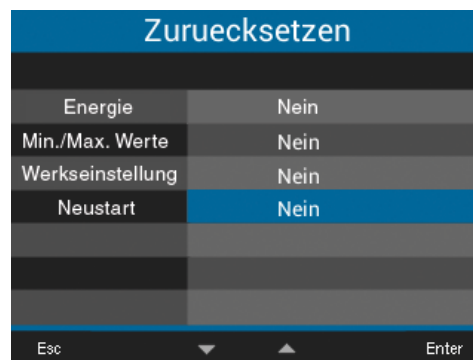 Zuruecksetzen
Energie Nein
Min./Max. Werte Nein
Werkseinstellung Nein
Neustart Nein
Esc Enter